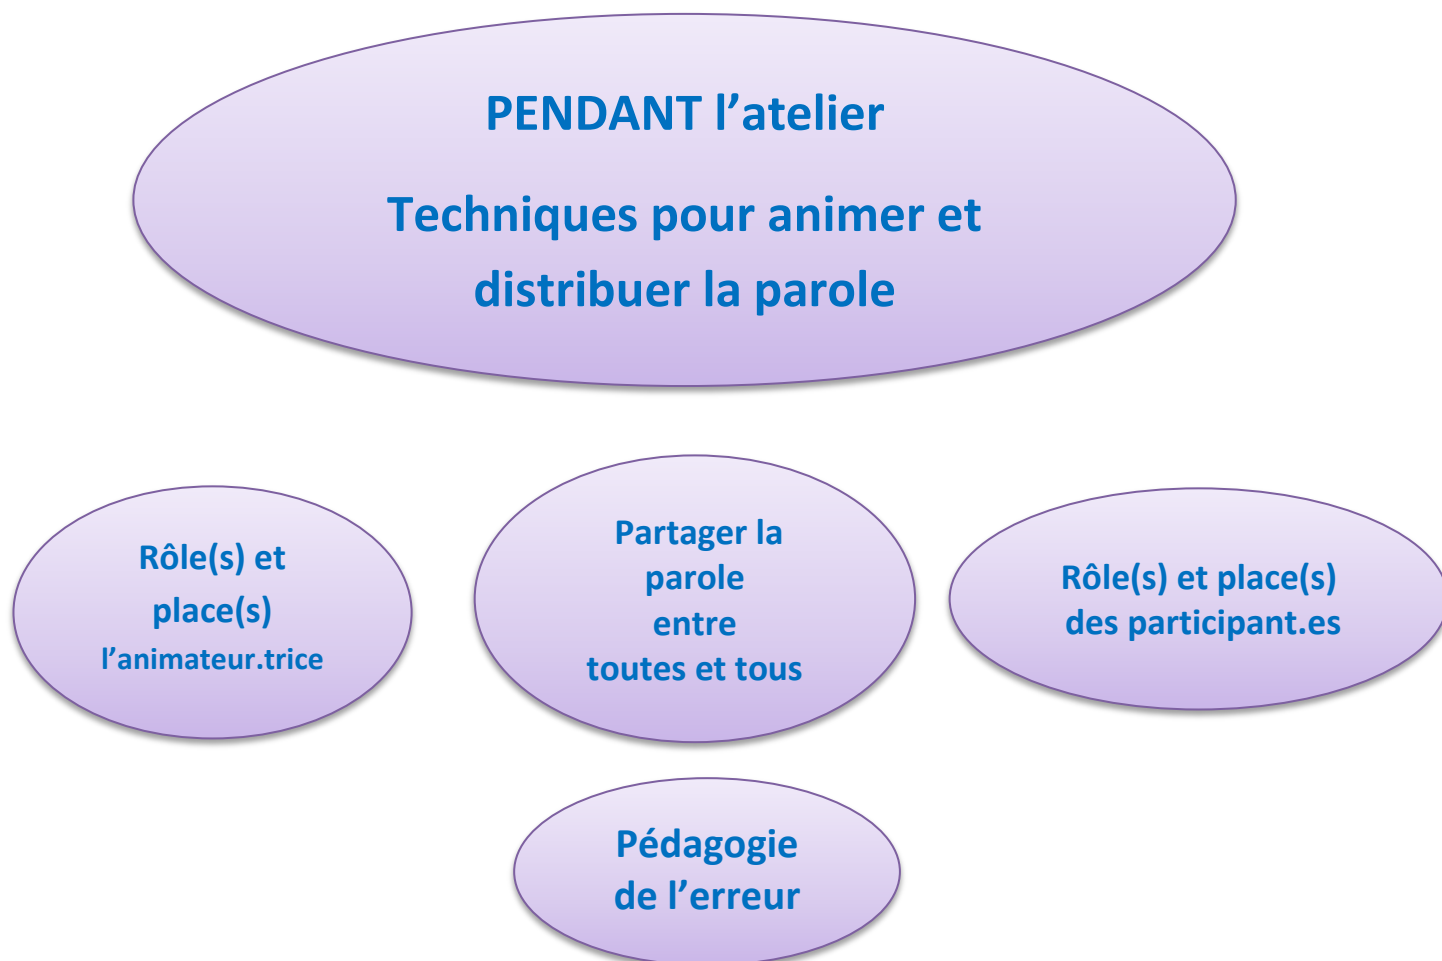 PENDANT l’atelier
Techniques pour animer et
distribuer la parole
Rôle(s) et
place(s)
l’animateur.trice
Partager la
parole
entre
toutes et tous
Rôle(s) et place(s)
des participant.es
Pédagogie
de l’erreur